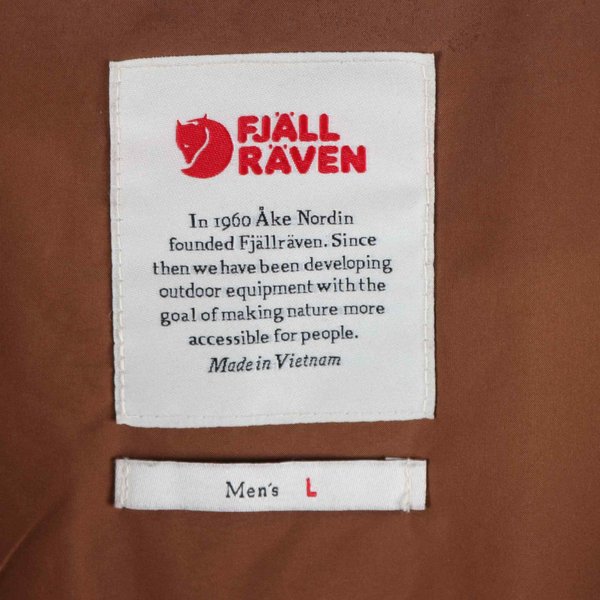 FJÄLL
RÄVEN
In 1960 Åke Nordin
founded Fjällräven. Since
then we have been developing
outdoor equipment with the
goal of making nature more
accessible for people.
Made in Vietnam
Men's L